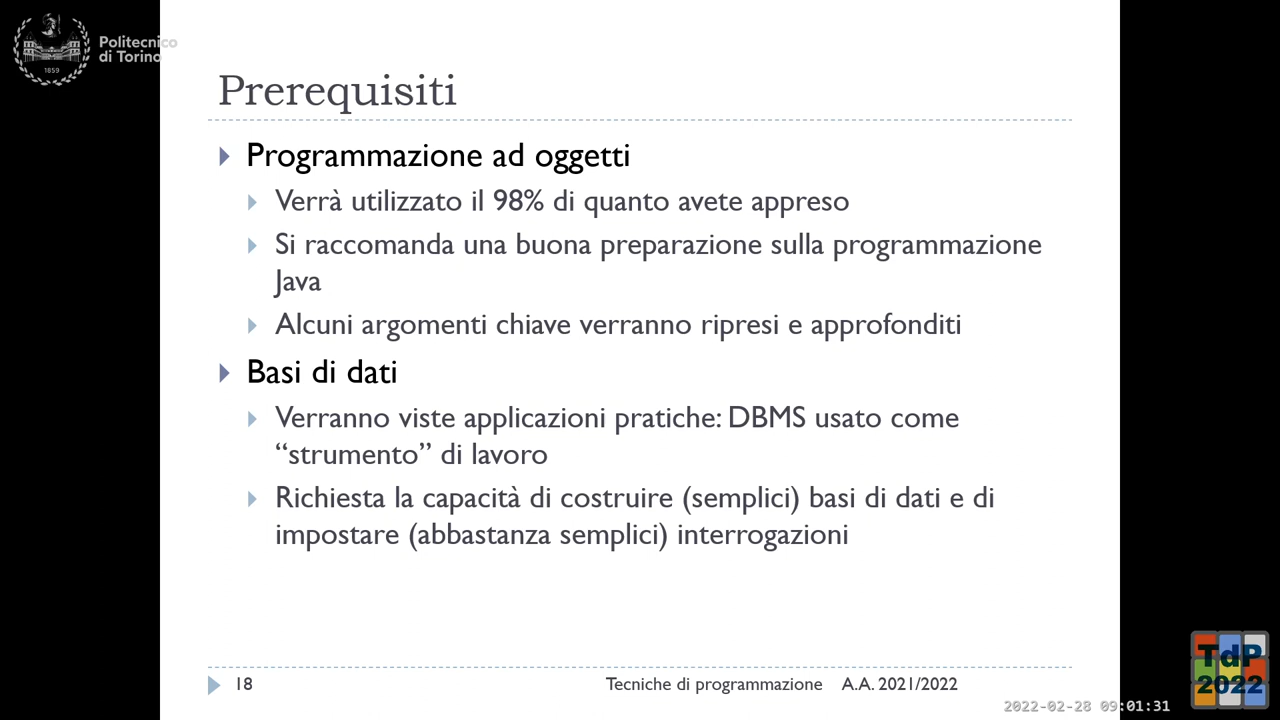 Politecnico
di Torino
1859
Prerequisiti
Programmazione ad oggetti
Verrà utilizzato il 98% di quanto avete appreso
Si raccomanda una buona preparazione sulla programmazione
Java
Alcuni argomenti chiave verranno ripresi e approfonditi
Basi di dati
Verranno viste applicazioni pratiche: DBMS usato come
“strumento” di lavoro
Richiesta la capacità di costruire (semplici) basi di dati e di
impostare (abbastanza semplici) interrogazioni
18 Tecniche di programmazione A.A. 2021/2022
2022-02-28 09:01:31
TdP
2022